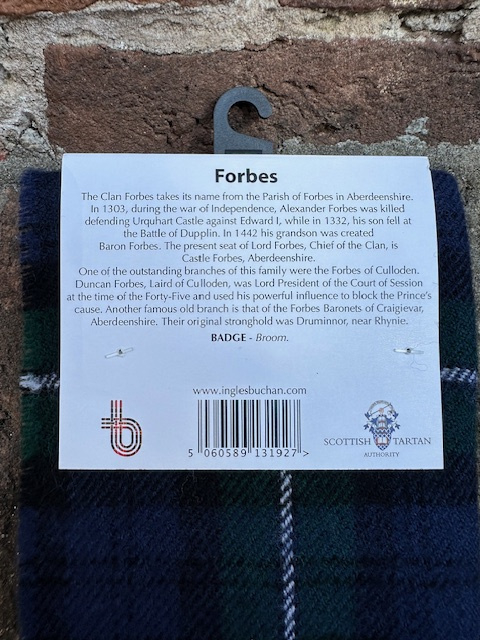 Forbes
The Clan Forbes takes its name from the Parish of Forbes in Aberdeenshire.
In 1303, during the war of Independence, Alexander Forbes was killed
defending Urquhart Castle against Edward I, while in 1332, his son fell at
the Battle of Dupplin. In 1442 his grandson was created
Baron Forbes. The present seat of Lord Forbes, Chief of the Clan, is
Castle Forbes, Aberdeenshire.
One of the outstanding branches of this family were the Forbes of Culloden.
Duncan Forbes, Laird of Culloden, was Lord President of the Court of Session
at the time of the Forty-Five and used his powerful influence to block the Prince's
cause. Another famous old branch is that of the Forbes Baronets of Craigievar,
Aberdeenshire. Their original stronghold was Druminnor, near Rhynie.
BADGE - Broom.
www.inglesbuchan.com
5 060589 131927 >
SCOTTISH TARTAN
AUTHORITY